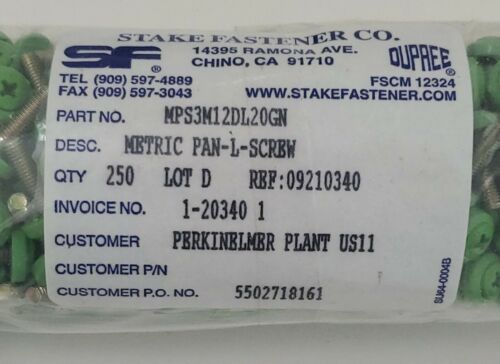 STAKE FASTENER CO.
SF
14395 RAMONA AVE.
CHINO, CA 91710
DUPREE
TEL (909) 597-4889
FAX (909) 597-3043
FSCM 12324
WWW.STAKEFASTENER.COM
PART NO. MPS3M12DL20GN
DESC. METRIC PAN-L-SCREW
QTY 250 LOT D REF:09210340
INVOICE NO. 1-20340 1
CUSTOMER PERKINELMER PLANT US11
CUSTOMER P/N
CUSTOMER P.O. NO. 5502718161
SU64-0004B